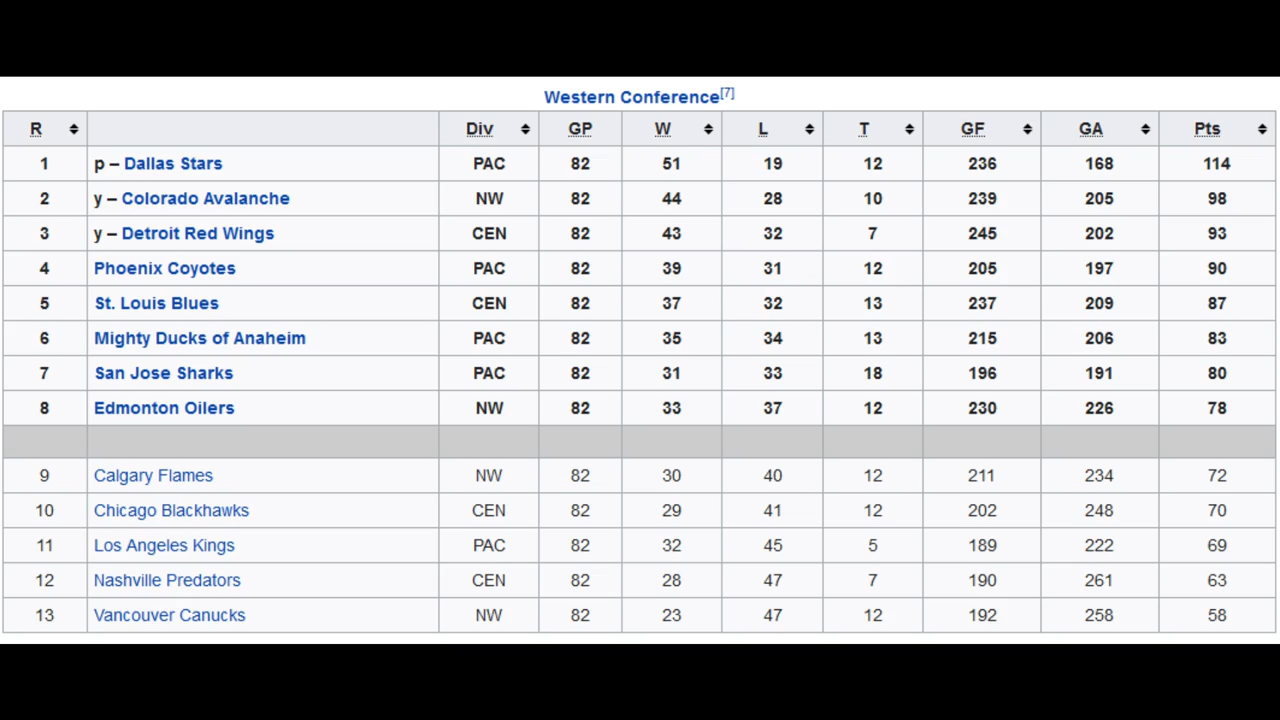 Western Conference[7]
R Div GP W L T GF GA Pts
1 p – Dallas Stars PAC 82 51 19 12 236 168 114
2 y – Colorado Avalanche NW 82 44 28 10 239 205 98
3 y – Detroit Red Wings CEN 82 43 32 7 245 202 93
4 Phoenix Coyotes PAC 82 39 31 12 205 197 90
5 St. Louis Blues CEN 82 37 32 13 237 209 87
6 Mighty Ducks of Anaheim PAC 82 35 34 13 215 206 83
7 San Jose Sharks PAC 82 31 33 18 196 191 80
8 Edmonton Oilers NW 82 33 37 12 230 226 78
9 Calgary Flames NW 82 30 40 12 211 234 72
10 Chicago Blackhawks CEN 82 29 41 12 202 248 70
11 Los Angeles Kings PAC 82 32 45 5 189 222 69
12 Nashville Predators CEN 82 28 47 7 190 261 63
13 Vancouver Canucks NW 82 23 47 12 192 258 58